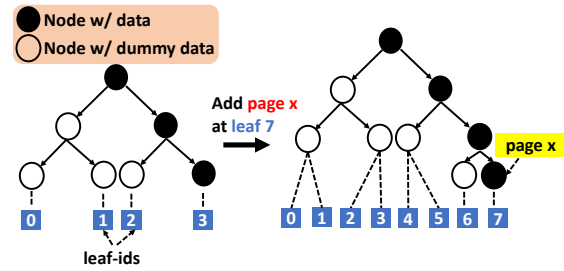 Node w/ data
Node w/ dummy data
Add page x
at leaf 7
page x
0
1
2
3
leaf-ids
0
1
2
3
4
5
6
7